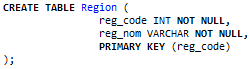 CREATE TABLE Region (
reg_code INT NOT NULL,
reg_nom VARCHAR NOT NULL,
PRIMARY KEY (reg_code)
);